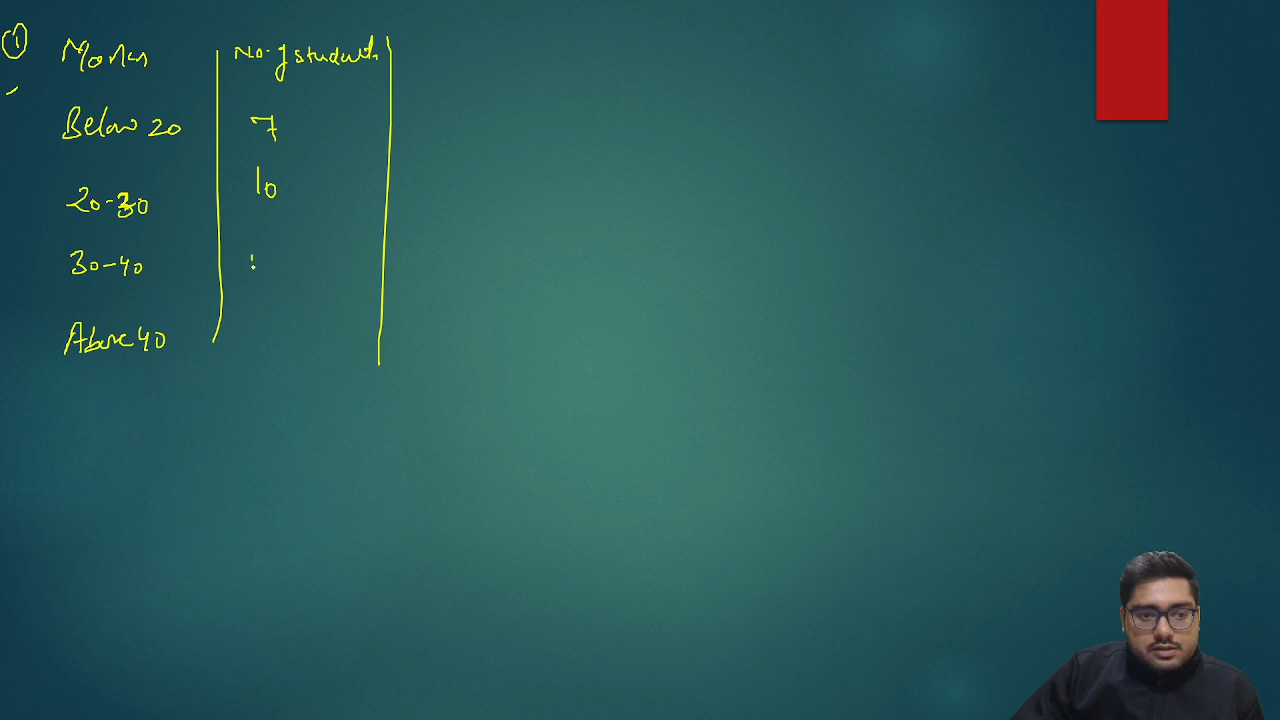 1
Marks No. of students
Below 20 7
20-30 10
30-40
Above 40